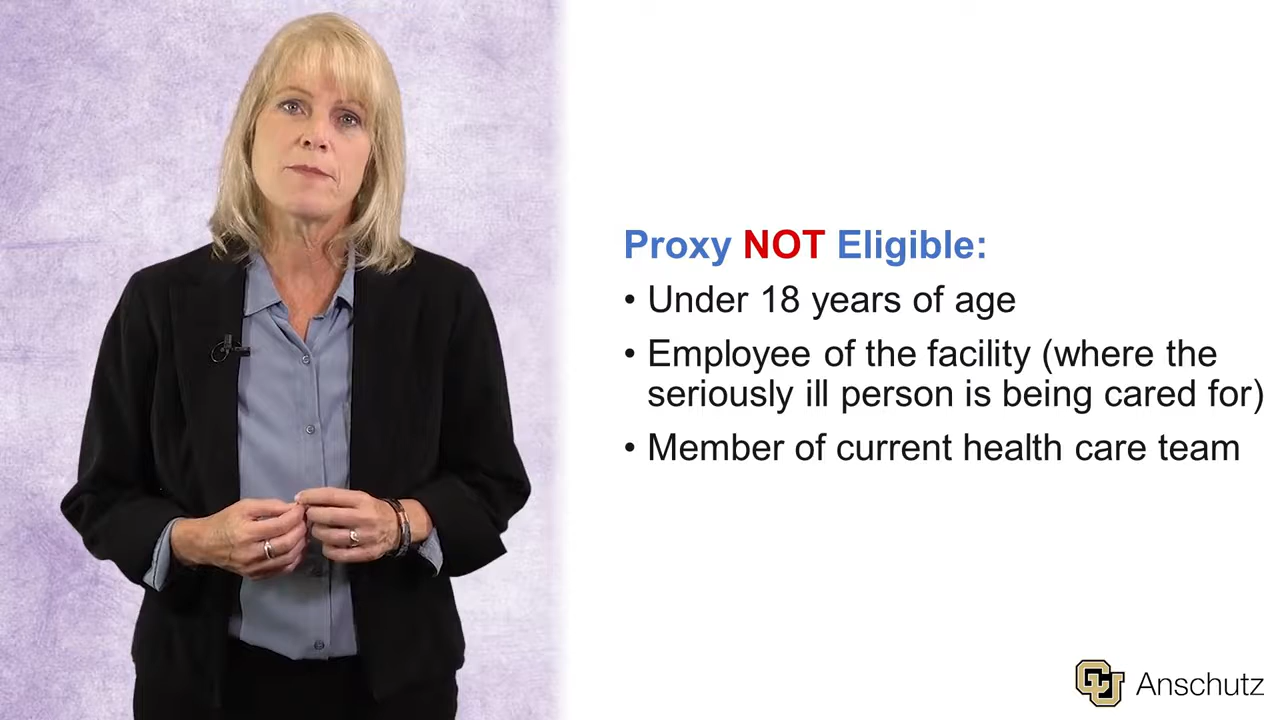 Proxy NOT Eligible:
• Under 18 years of age
• Employee of the facility (where the
seriously ill person is being cared for)
• Member of current health care team
CU Anschutz